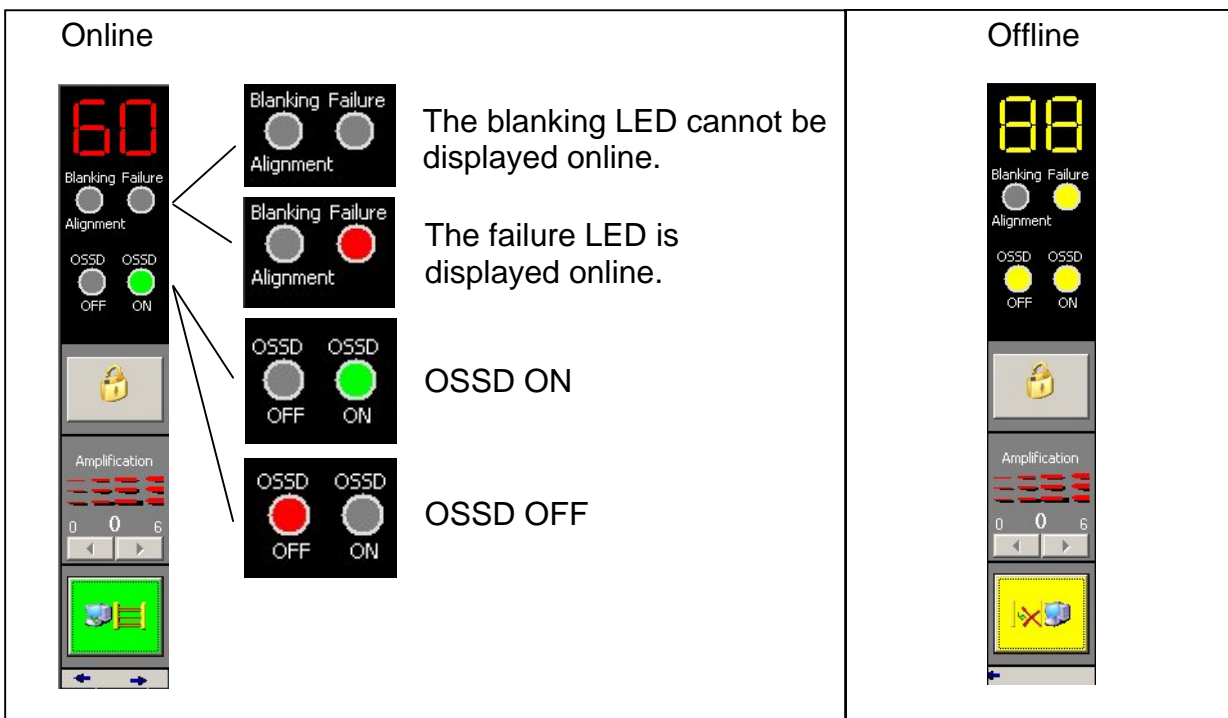 Online
60
Blanking Failure
Alignment
OSSD OSSD
OFF ON
Amplification
0 0 6
Blanking Failure
Alignment
The blanking LED cannot be
displayed online.
Blanking Failure
Alignment
The failure LED is
displayed online.
OSSD OSSD
OFF ON
OSSD ON
OSSD OSSD
OFF ON
OSSD OFF
Offline
88
Blanking Failure
Alignment
OSSD OSSD
OFF ON
Amplification
0 0 6